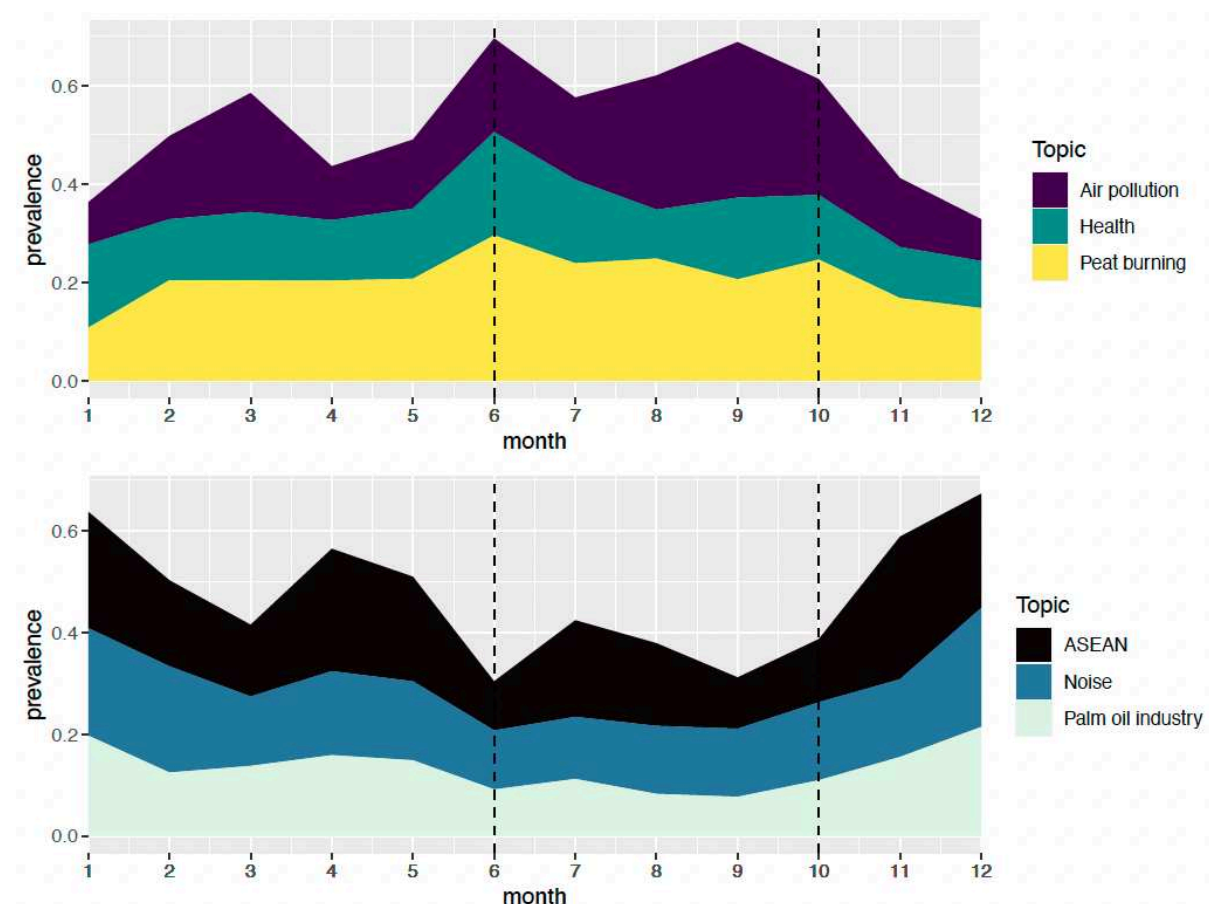 prevalence
0.6
0.4
0.2
0.0
1 2 3 4 5 6 7 8 9 10 11 12
month
Topic
Air pollution
Health
Peat burning
prevalence
0.6
0.4
0.2
0.0
1 2 3 4 5 6 7 8 9 10 11 12
month
Topic
ASEAN
Noise
Palm oil industry